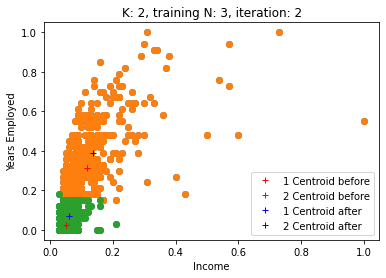 K: 2, training N: 3, iteration: 2
Years Employed
1.0
0.8
0.6
0.4
0.2
0.0
1 Centroid before
2 Centroid before
1 Centroid after
2 Centroid after
0.0 0.2 0.4 0.6 0.8 1.0
Income